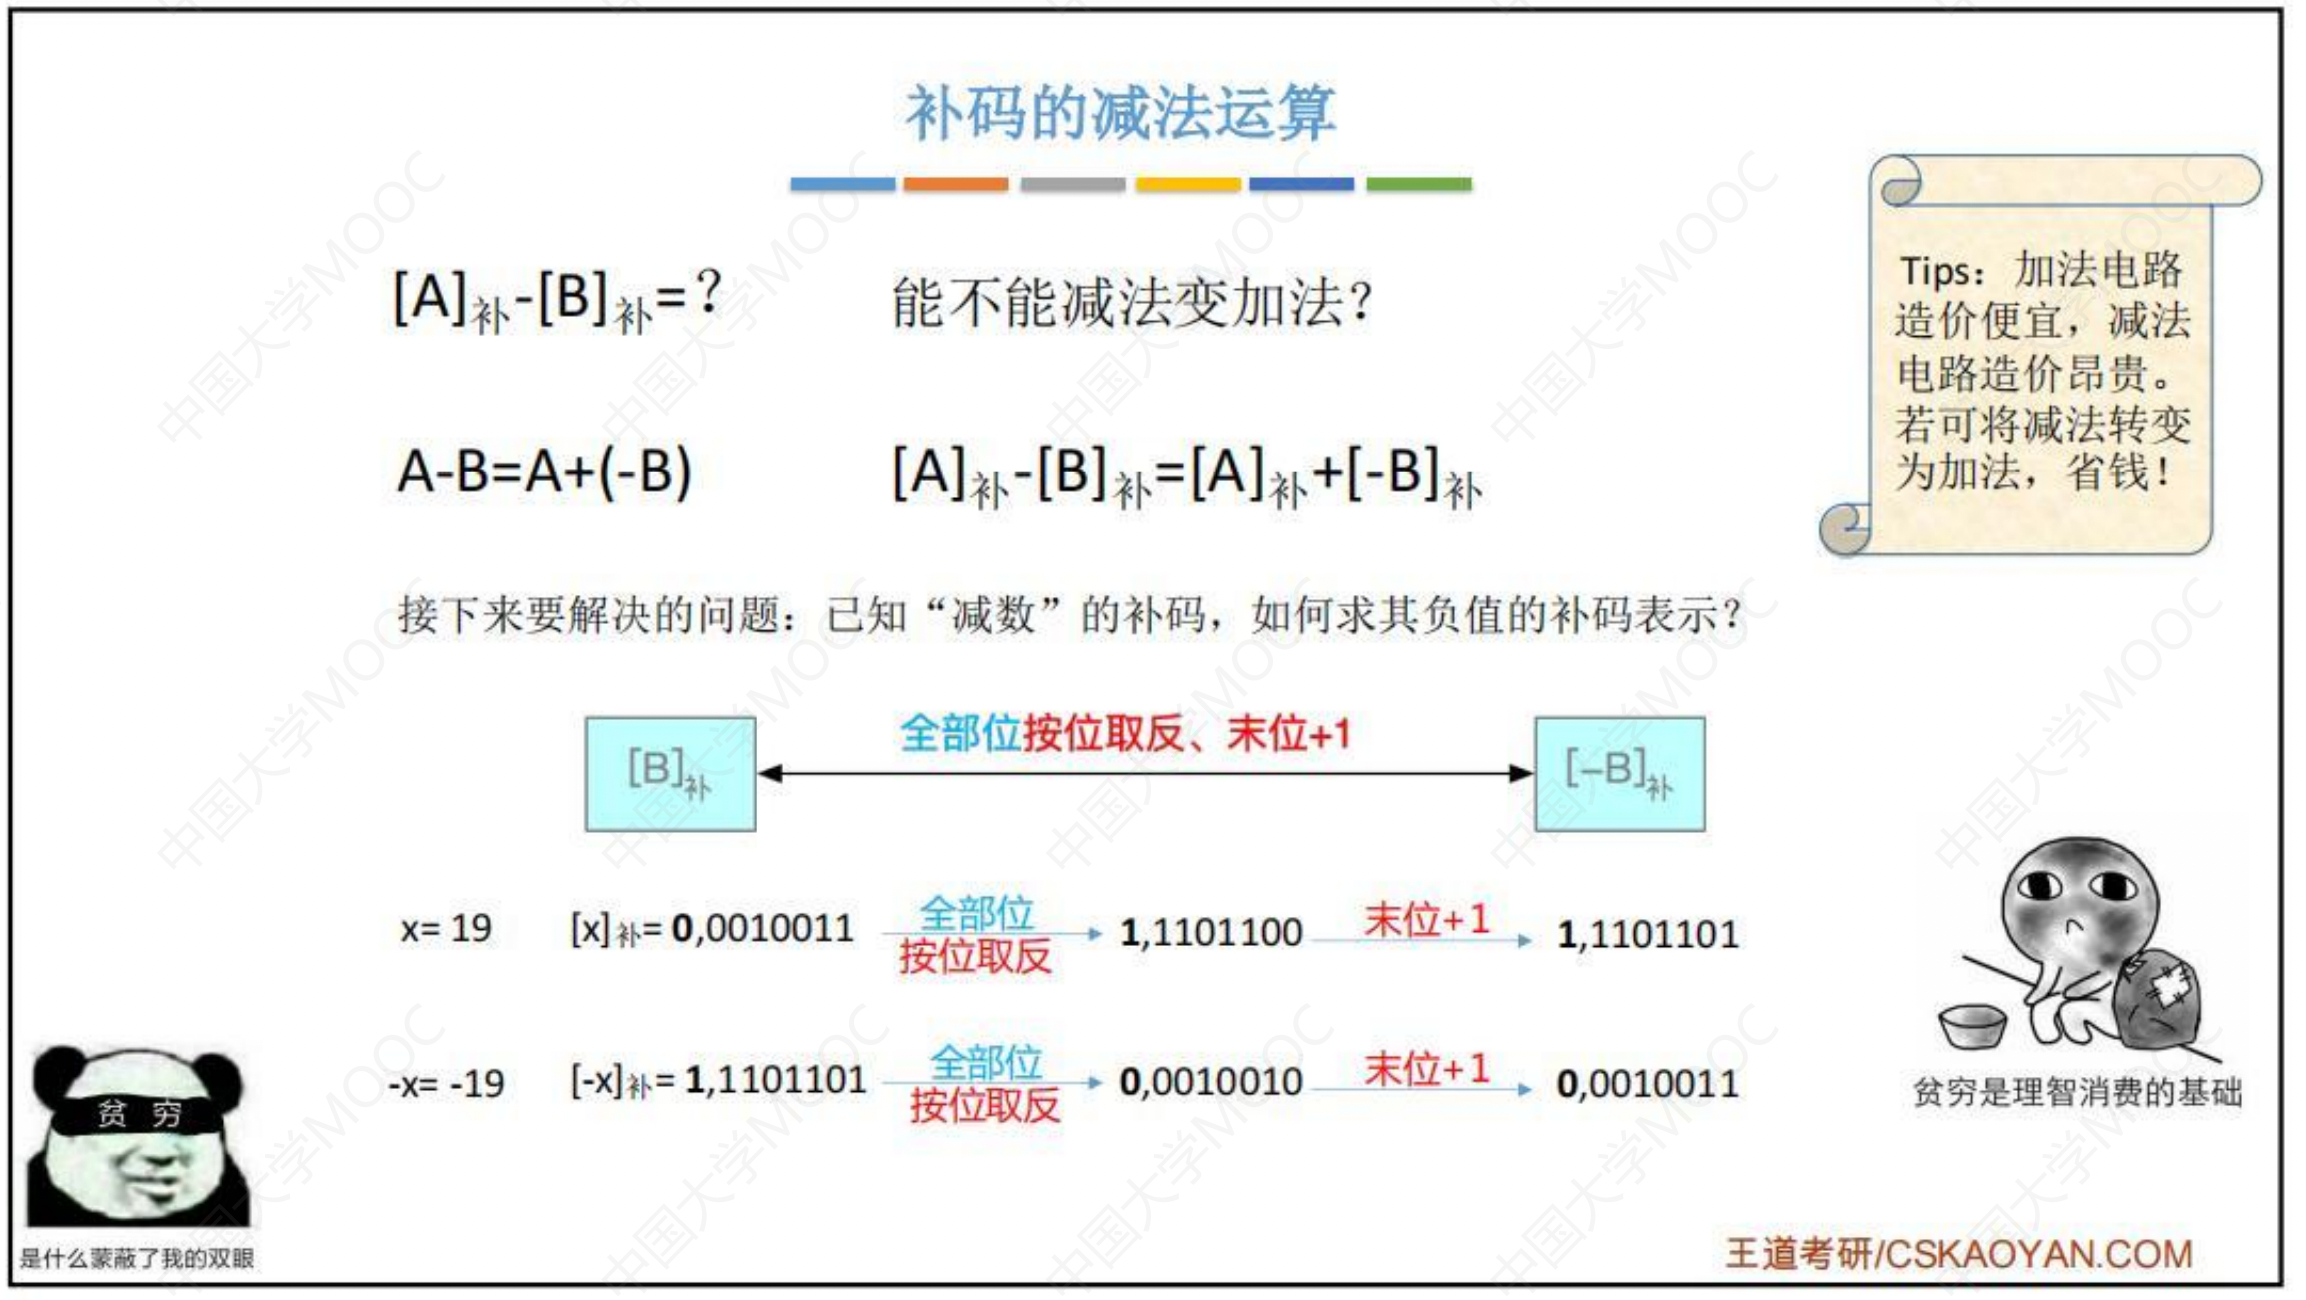 补码的减法运算
[A]补-[B]补=？ 能不能减法变加法？
Tips：加法电路
造价便宜，减法
电路造价昂贵。
若可将减法转变
为加法，省钱！
A-B=A+(-B) [A]补-[B]补=[A]补+[-B]补
接下来要解决的问题：已知“减数”的补码，如何求其负值的补码表示？
[B]补 全部位按位取反、末位+1 [−B]补
x= 19 [x]补= 0,0010011 全部位 按位取反 1,1101100 末位+1 1,1101101
-x= -19 [-x]补= 1,1101101 全部位 按位取反 0,0010010 末位+1 0,0010011
贫 穷
是什么蒙蔽了我的双眼
贫穷是理智消费的基础
王道考研/CSKAOYAN.COM
中国大学MOOC